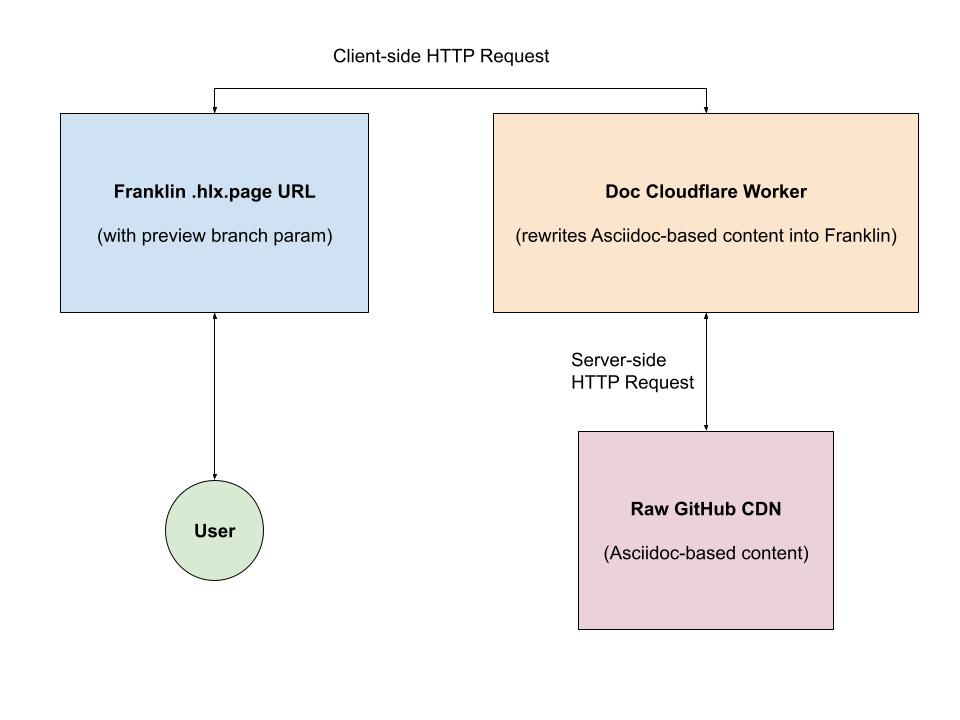 Client-side HTTP Request
Franklin .hlx.page URL
(with preview branch param)
Doc Cloudflare Worker
(rewrites Asciidoc-based content into Franklin)
Server-side
HTTP Request
User
Raw GitHub CDN
(Asciidoc-based content)